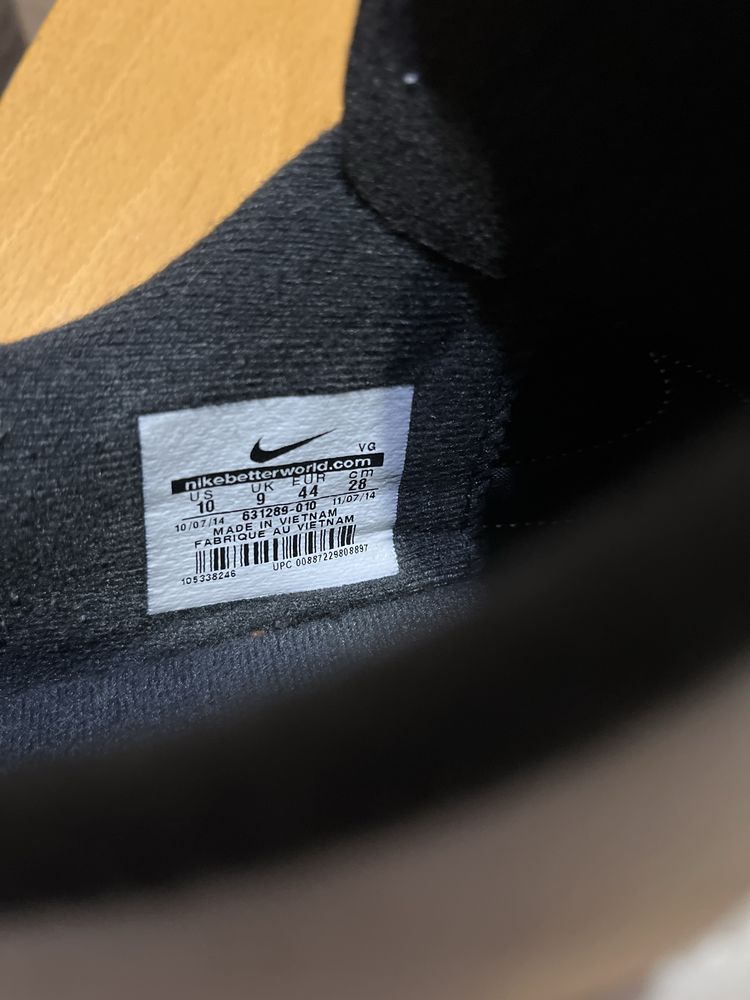 VG
nikebetterworld.com
US UK EUR cm
10 9 44 28
10/07/14 631289-010 11/07/14
MADE IN VIETNAM
FABRIQUE AU VIETNAM
105338246 UPC 00887229808897